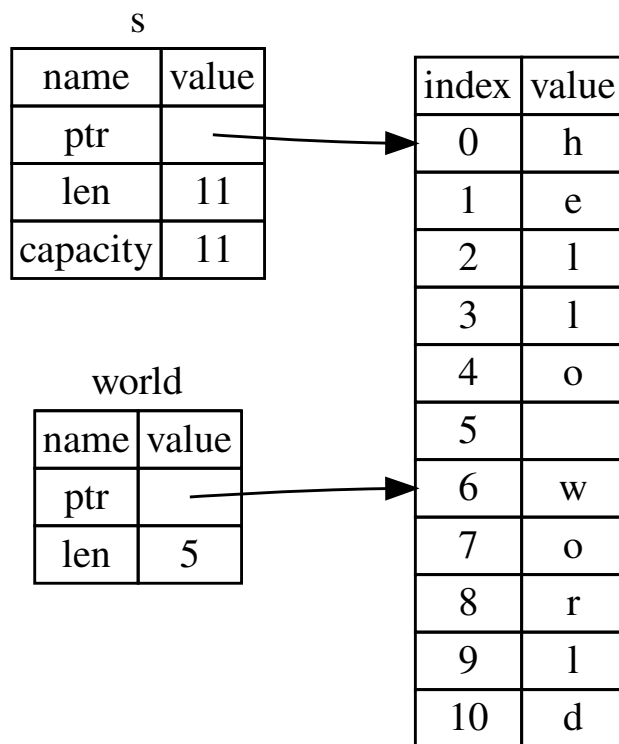 s
name value
ptr
len 11
capacity 11
world
name value
ptr
len 5
index value
0 h
1 e
2 l
3 l
4 o
5
6 w
7 o
8 r
9 l
10 d